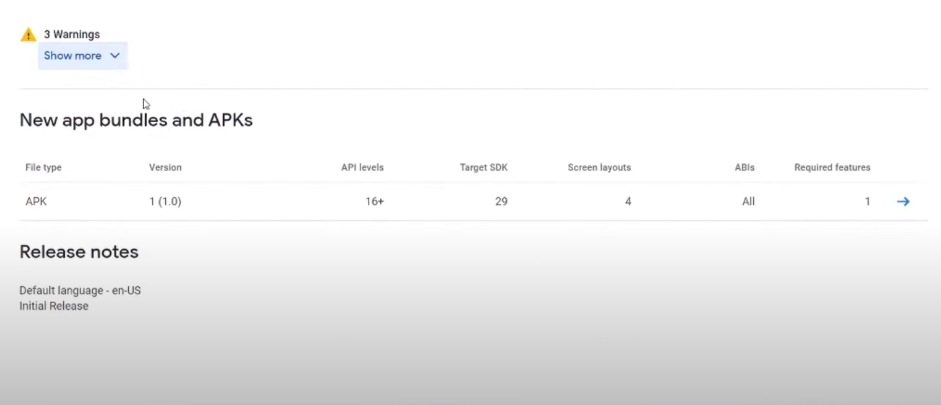 3 Warnings
Show more
New app bundles and APKs
File type Version API levels Target SDK Screen layouts ABIs Required features
APK 1 (1.0) 16+ 29 4 All 1
Release notes
Default language - en-US
Initial Release